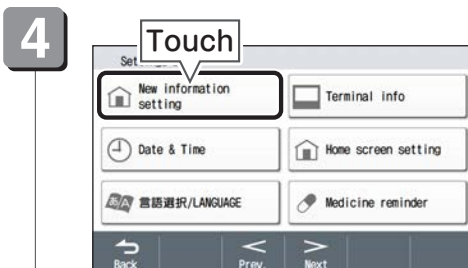 4
Touch
New information
setting
Terminal info
Date & Time
Home screen setting
言語選択/LANGUAGE
Medicine reminder
Back
Prev.
Next